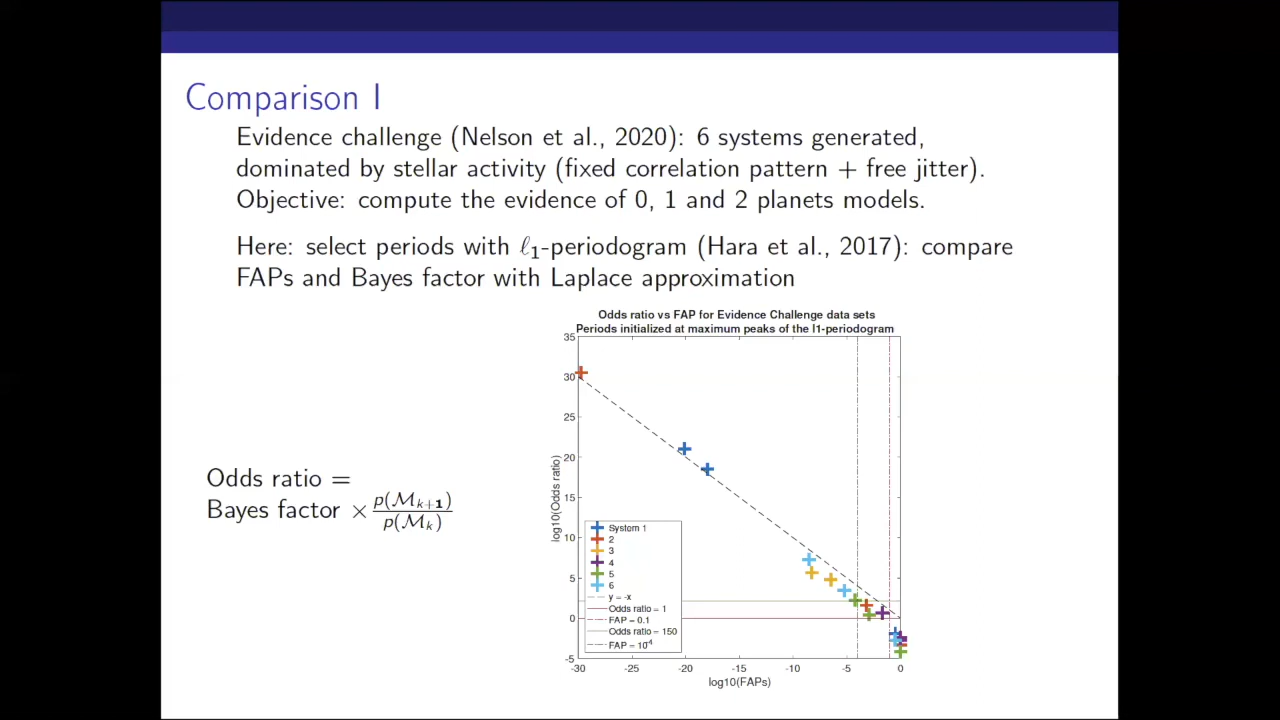 Comparison I
Evidence challenge (Nelson et al., 2020): 6 systems generated,
dominated by stellar activity (fixed correlation pattern + free jitter).
Objective: compute the evidence of 0, 1 and 2 planets models.
Here: select periods with ℓ₁-periodogram (Hara et al., 2017): compare
FAPs and Bayes factor with Laplace approximation
Odds ratio =
Bayes factor × p(ℳₖ₊₁)
p(ℳₖ)
Odds ratio vs FAP for Evidence Challenge data sets
Periods initialized at maximum peaks of the l1-periodogram
35
30
25
20
15
10
5
0
-5
log10(Odds ratio)
System 1
2
3
4
5
6
y = -x
Odds ratio = 1
FAP = 0.1
Odds ratio = 150
FAP = 10⁻⁴
-30 -25 -20 -15 -10 -5 0
log10(FAPs)